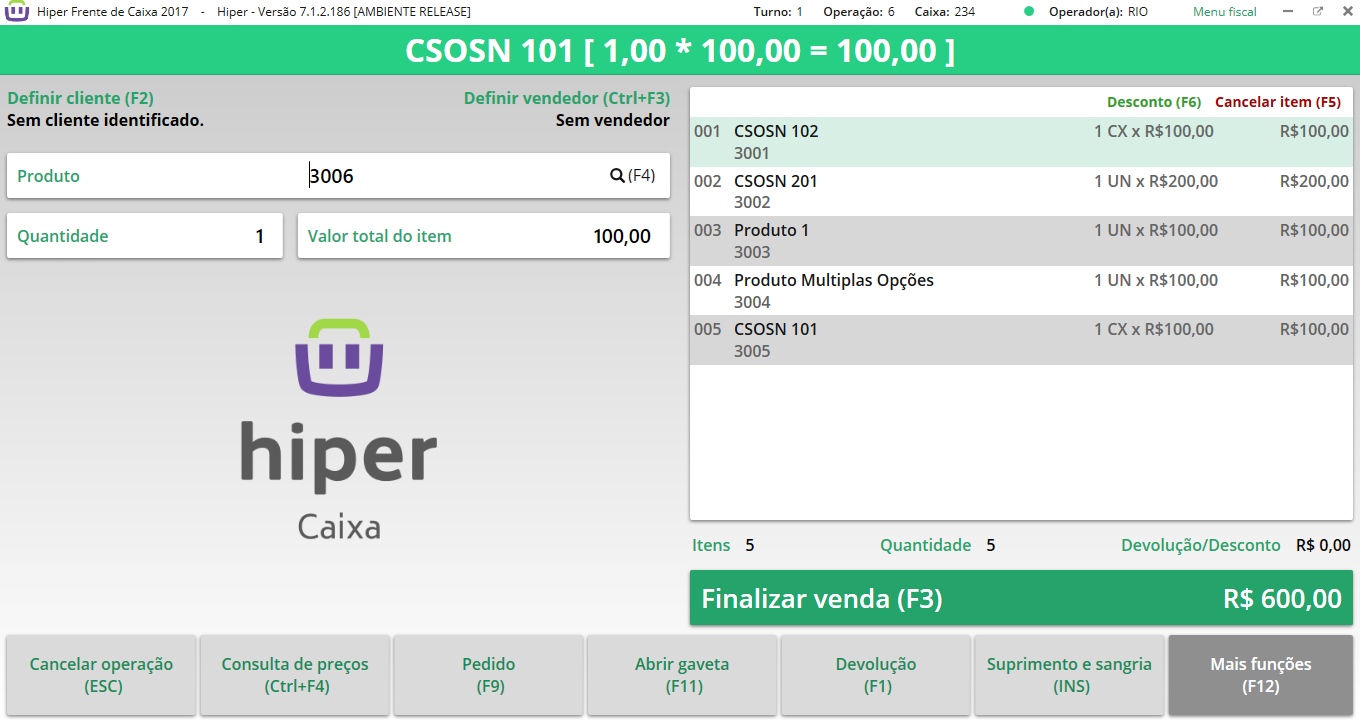 Hiper Frente de Caixa 2017 - Hiper - Versão 7.1.2.186 [AMBIENTE RELEASE] Turno: 1 Operação: 6 Caixa: 234 Operador(a): RIO Menu fiscal
CSOSN 101 [ 1,00 * 100,00 = 100,00 ]
Definir cliente (F2) Definir vendedor (Ctrl+F3)
Sem cliente identificado. Sem vendedor
Produto 3006 (F4)
Quantidade 1 Valor total do item 100,00
hiper
Caixa
Desconto (F6) Cancelar item (F5)
001 CSOSN 102 1 CX x R$100,00 R$100,00
3001
002 CSOSN 201 1 UN x R$200,00 R$200,00
3002
003 Produto 1 1 UN x R$100,00 R$100,00
3003
004 Produto Multiplas Opções 1 UN x R$100,00 R$100,00
3004
005 CSOSN 101 1 CX x R$100,00 R$100,00
3005
Itens 5 Quantidade 5 Devolução/Desconto R$ 0,00
Finalizar venda (F3) R$ 600,00
Cancelar operação
(ESC)
Consulta de preços
(Ctrl+F4)
Pedido
(F9)
Abrir gaveta
(F11)
Devolução
(F1)
Suprimento e sangria
(INS)
Mais funções
(F12)